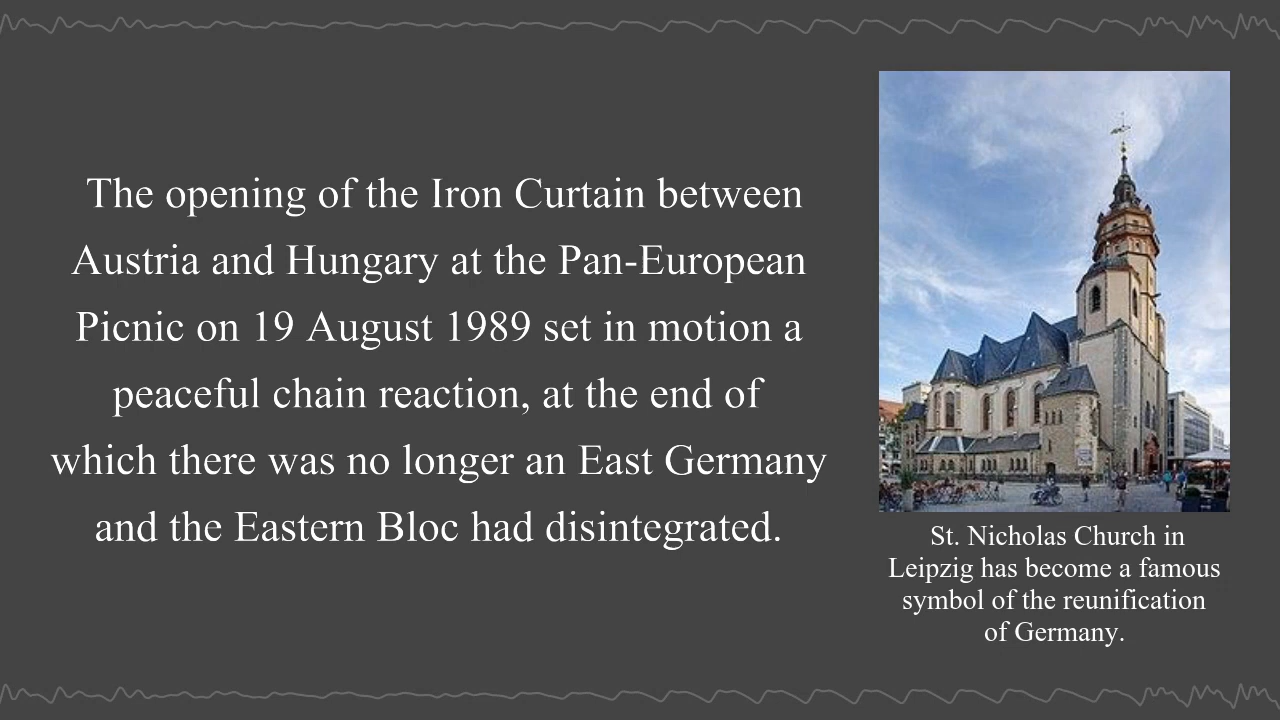 The opening of the Iron Curtain between
Austria and Hungary at the Pan-European
Picnic on 19 August 1989 set in motion a
peaceful chain reaction, at the end of
which there was no longer an East Germany
and the Eastern Bloc had disintegrated.
St. Nicholas Church in
Leipzig has become a famous
symbol of the reunification
of Germany.